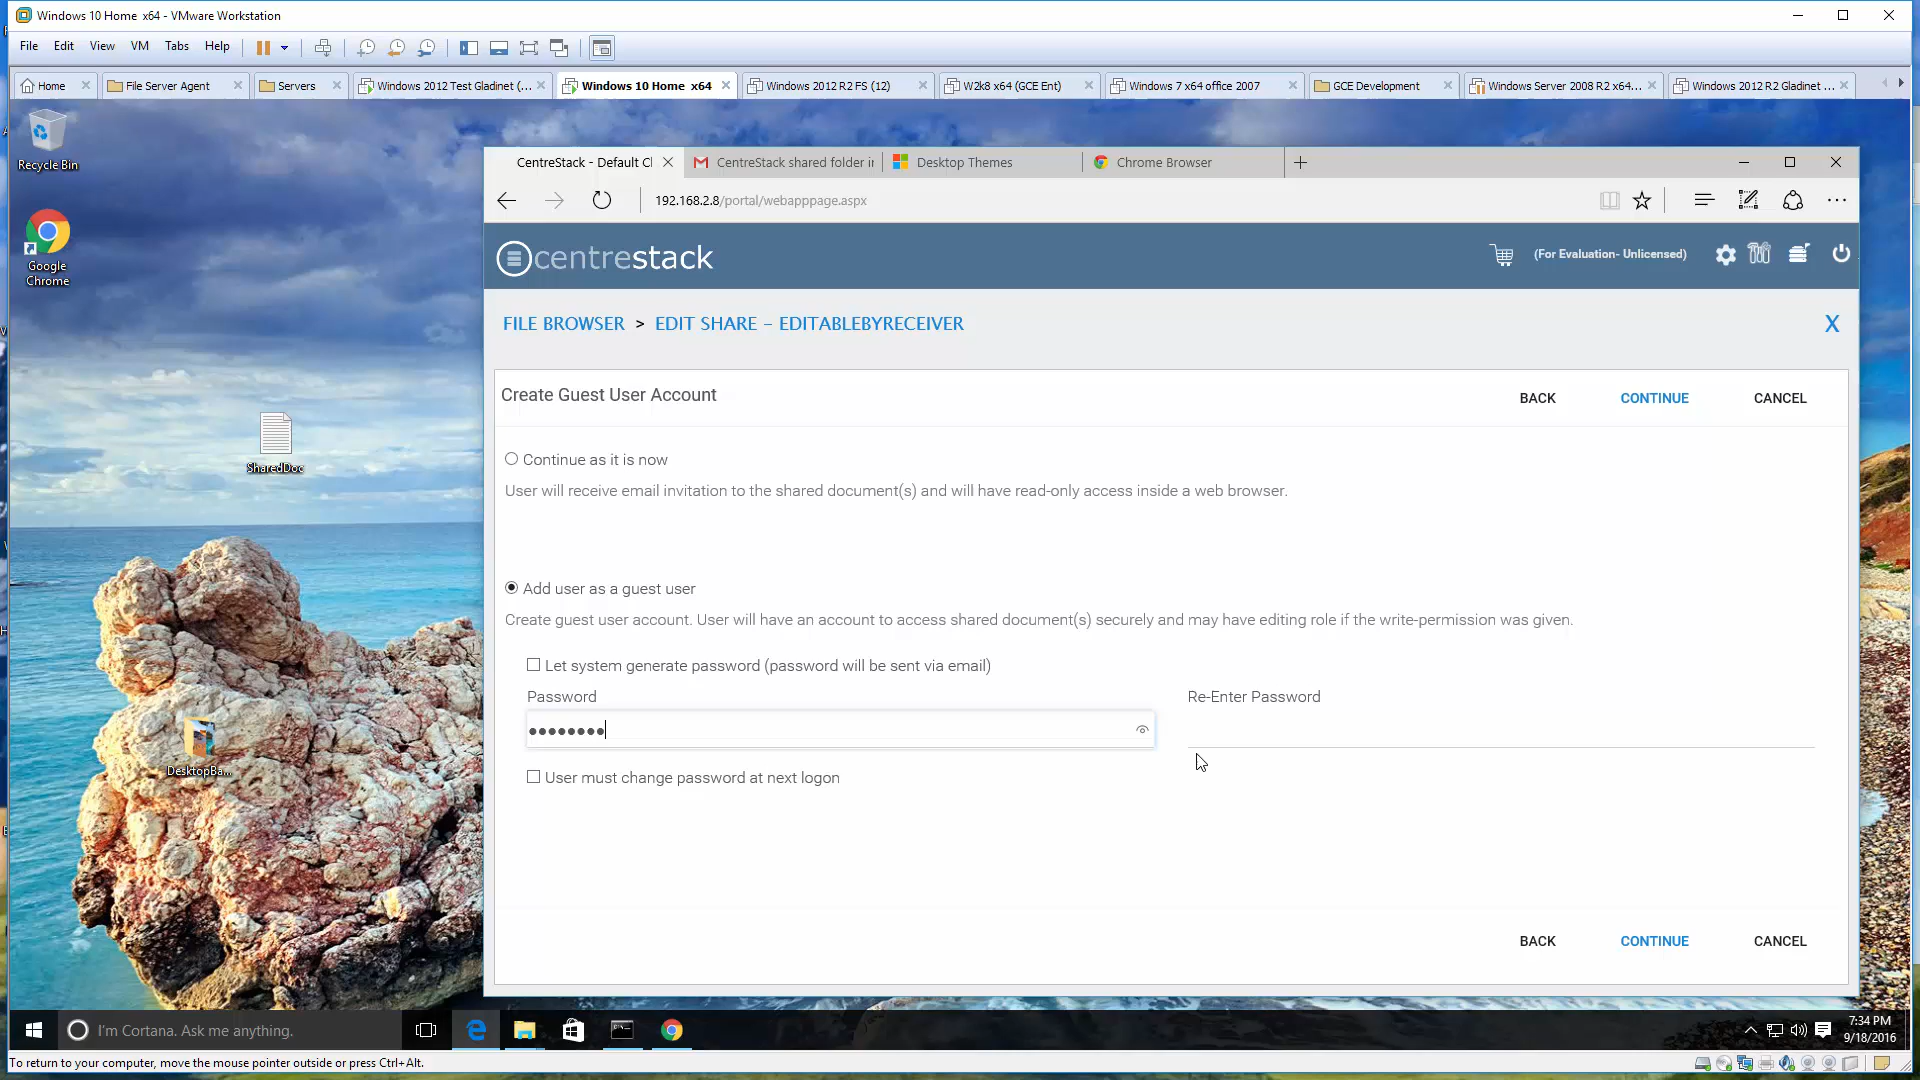 Windows 10 Home  x64 - VMware Workstation
File Edit View VM Tabs Help
Home File Server Agent Servers Windows 2012 Test Gladinet (... Windows 10 Home  x64 Windows 2012 R2 FS (12) W2k8 x64 (GCE Ent) Windows 7 x64 office 2007 GCE Development Windows Server 2008 R2 x64... Windows 2012 R2 Gladinet ...
Recycle Bin
Google
Chrome
SharedDoc
DesktopBa...
CentreStack - Default Cl CentreStack shared folder in Desktop Themes Chrome Browser
192.168.2.8/portal/webapppage.aspx
centrestack (For Evaluation- Unlicensed)
FILE BROWSER > EDIT SHARE – EDITABLEBYRECEIVER X
Create Guest User Account BACK CONTINUE CANCEL
Continue as it is now
User will receive email invitation to the shared document(s) and will have read-only access inside a web browser.
Add user as a guest user
Create guest user account. User will have an account to access shared document(s) securely and may have editing role if the write-permission was given.
Let system generate password (password will be sent via email)
Password Re-Enter Password
••••••••
User must change password at next logon
BACK CONTINUE CANCEL
I'm Cortana. Ask me anything.
7:34 PM
9/18/2016
To return to your computer, move the mouse pointer outside or press Ctrl+Alt.